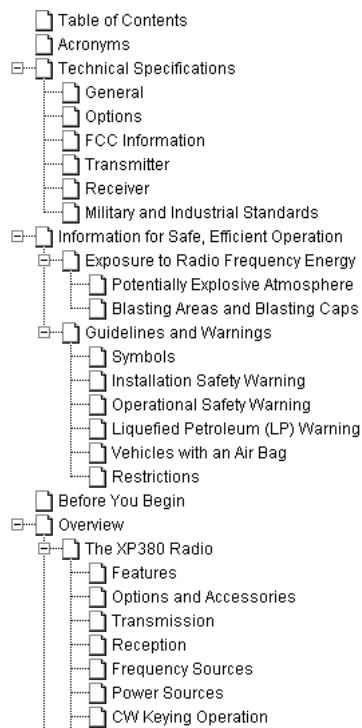 Table of Contents
Acronyms
Technical Specifications
General
Options
FCC Information
Transmitter
Receiver
Military and Industrial Standards
Information for Safe, Efficient Operation
Exposure to Radio Frequency Energy
Potentially Explosive Atmosphere
Blasting Areas and Blasting Caps
Guidelines and Warnings
Symbols
Installation Safety Warning
Operational Safety Warning
Liquefied Petroleum (LP) Warning
Vehicles with an Air Bag
Restrictions
Before You Begin
Overview
The XP380 Radio
Features
Options and Accessories
Transmission
Reception
Frequency Sources
Power Sources
CW Keying Operation